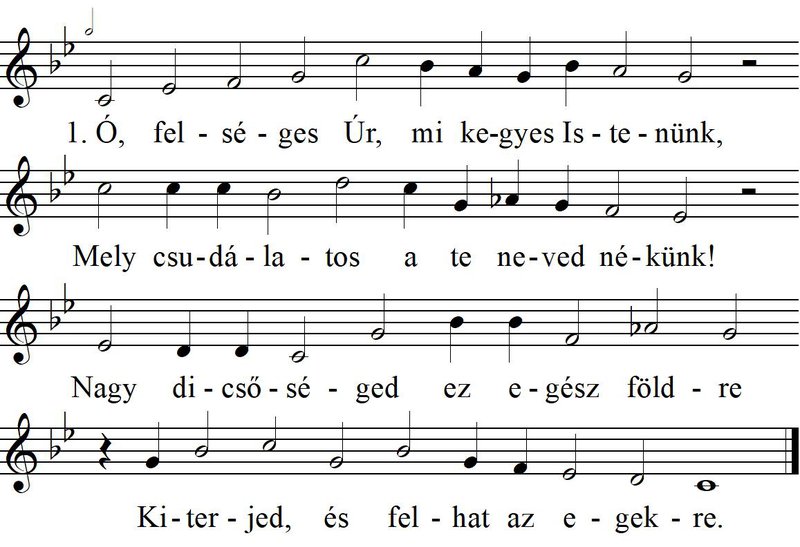 1. Ó, fel - sé - ges Úr, mi ke-gyes Is - te - nünk,
Mely csu-dá - la - tos a te ne-ved né-künk!
Nagy di-cső-sé - ged ez e-gész föld - re
Ki-ter-jed, és fel-hat az e-gek-re.